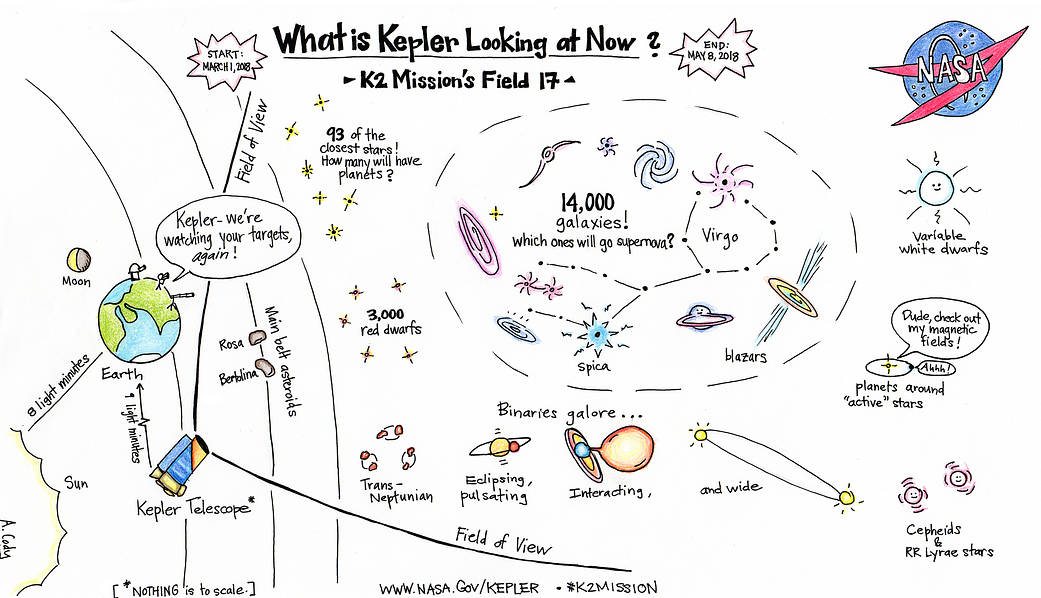 What is Kepler Looking at Now ?
START:
MARCH 1, 2018
END:
MAY 8, 2018
K2 Mission's Field 17
NASA
Field of View
93 of the
closest stars!
How many will have
planets?
Kepler- we're
watching your targets,
again!
Moon
Earth
8 light minutes
9 light minutes
Sun
Rosa
Berblina
Main belt asteroids
3,000
red dwarfs
14,000
galaxies!
Which ones will go supernova?
Virgo
Spica
blazars
Variable
white dwarfs
Dude, check out
my magnetic
fields!
Ahhh!
planets around
"active" stars
Binaries galore...
Trans-
Neptunian
Eclipsing,
pulsating
Interacting,
and wide
Cepheids
&
RR Lyrae stars
Kepler Telescope*
Field of View
A. Cody
[*NOTHING is to scale.]
WWW.NASA.GOV/KEPLER · #K2MISSION